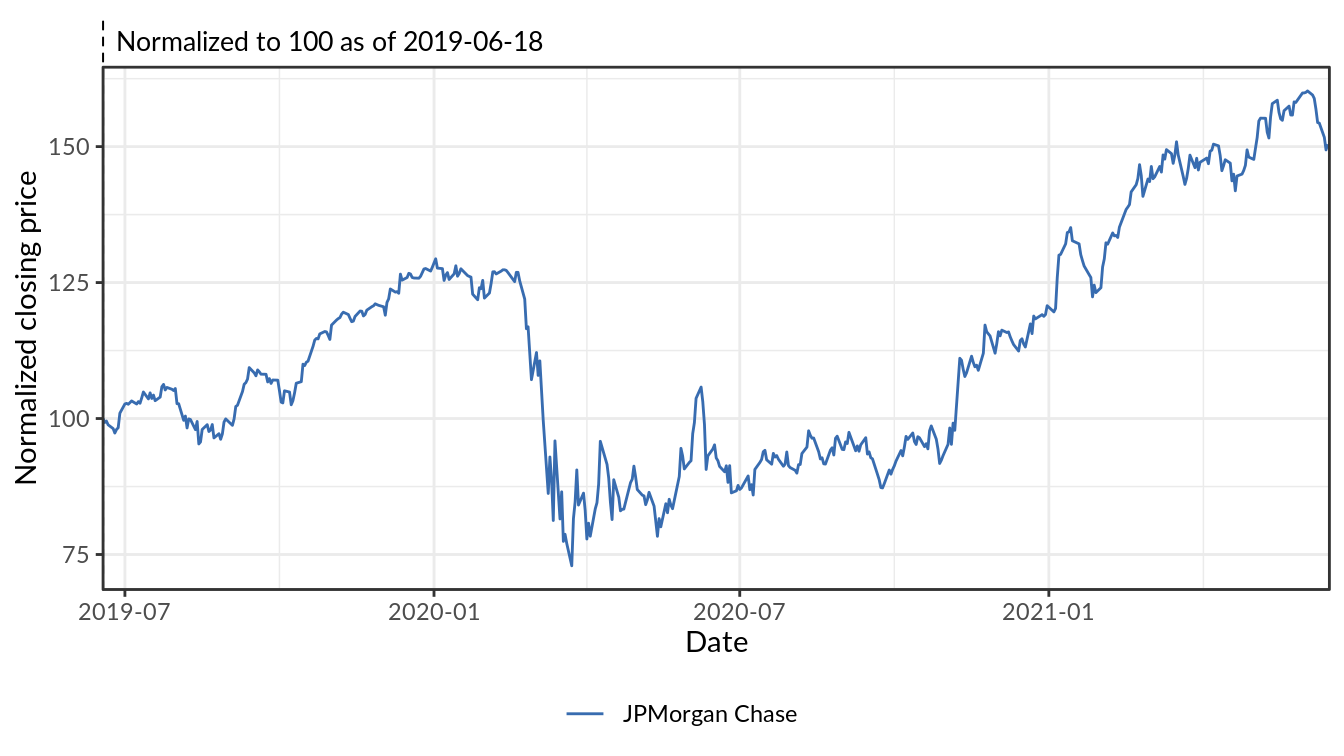 Normalized to 100 as of 2019-06-18
150
125
100
75
Normalized closing price
2019-07 2020-01 2020-07 2021-01
Date
JPMorgan Chase